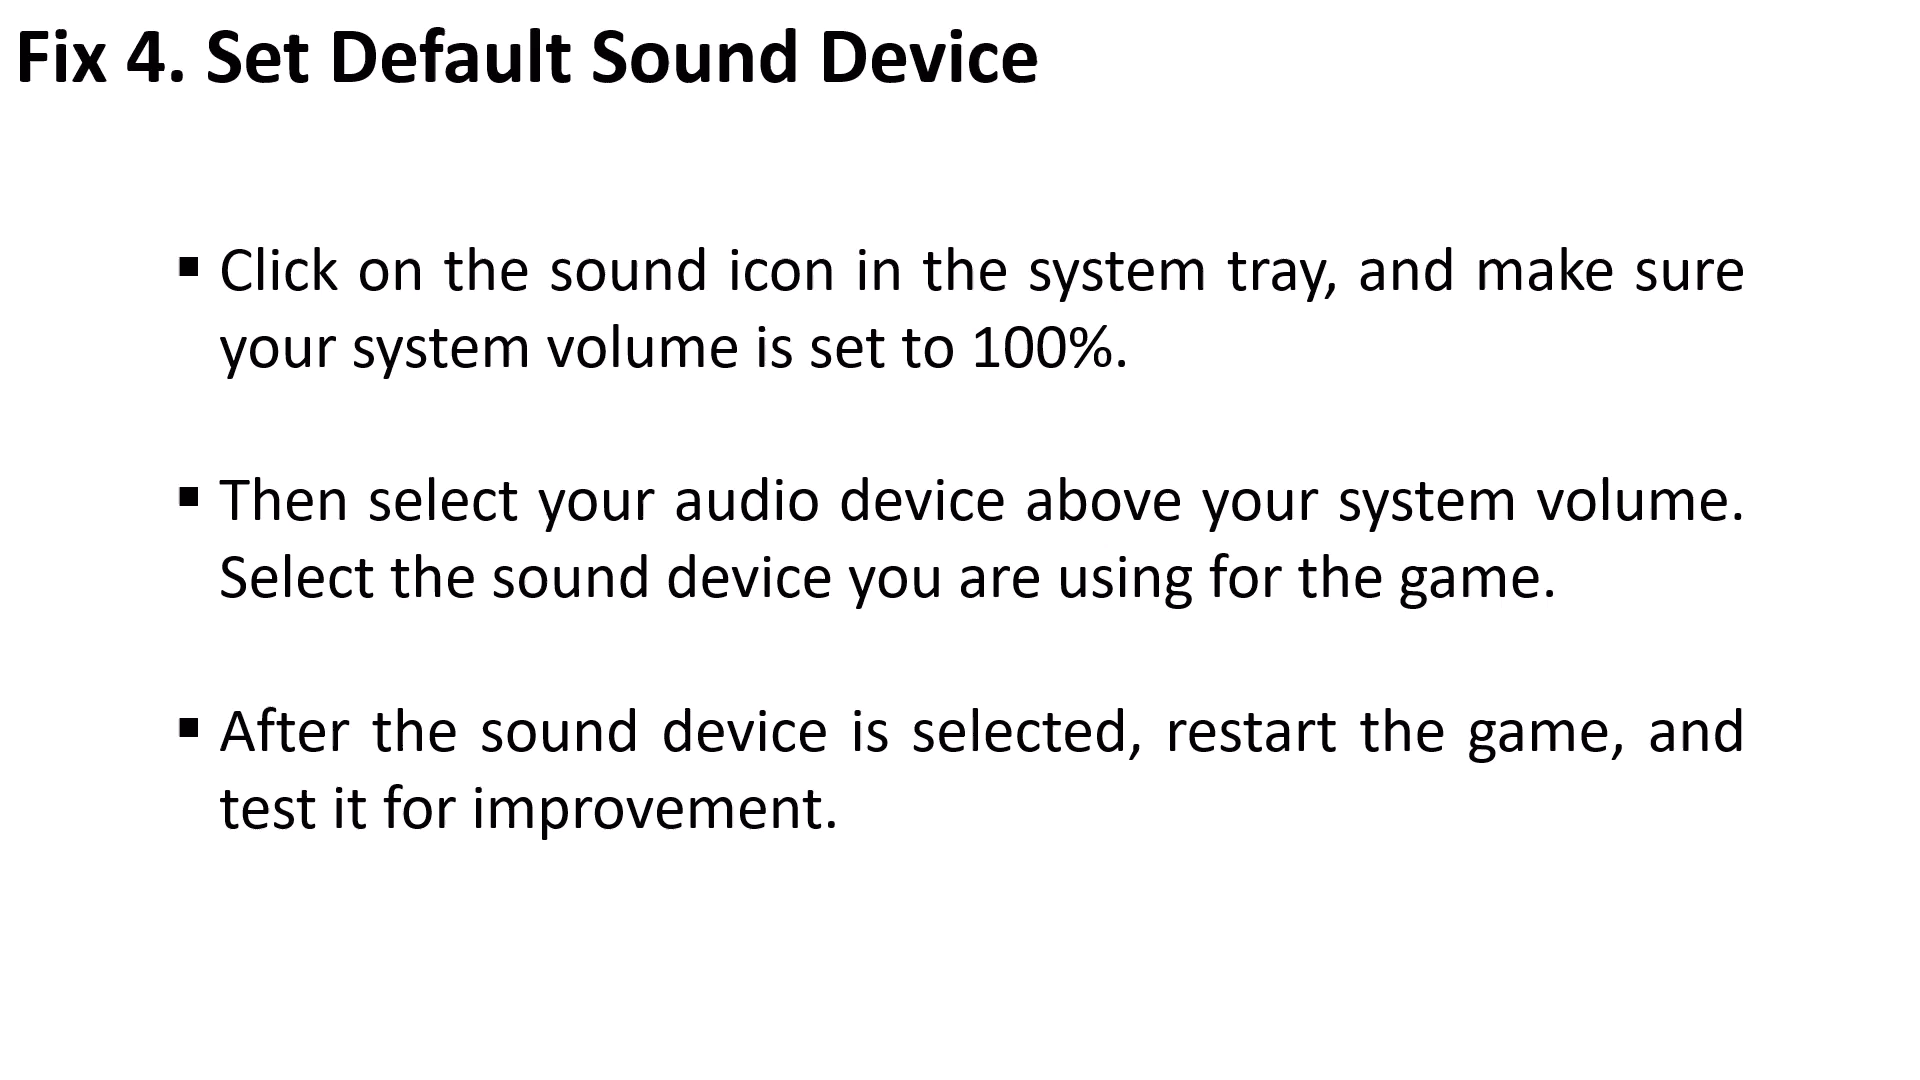 Fix 4. Set Default Sound Device
▪ Click on the sound icon in the system tray, and make sure
your system volume is set to 100%.
▪ Then select your audio device above your system volume.
Select the sound device you are using for the game.
▪ After the sound device is selected, restart the game, and
test it for improvement.